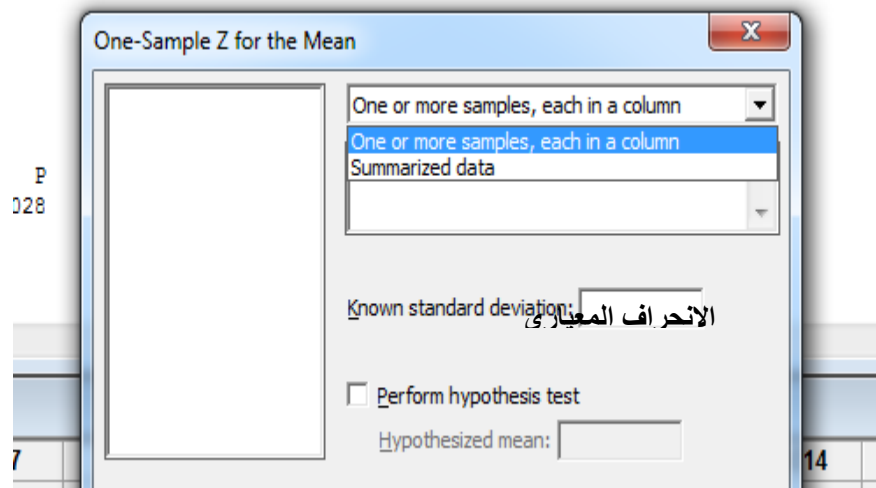 One-Sample Z for the Mean
One or more samples, each in a column
One or more samples, each in a column
Summarized data
P
028
Known standard deviation:
الانحراف المعياري
Perform hypothesis test
Hypothesized mean:
7
14